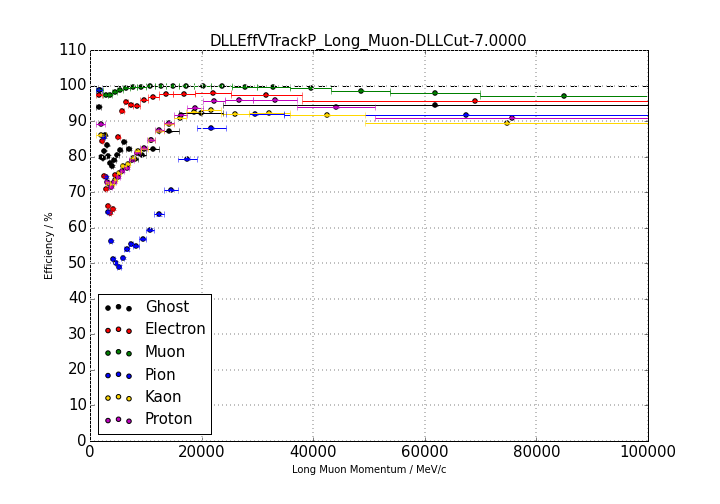 DLLEffVTrackP_Long_Muon-DLLCut-7.0000
110
100
90
80
70
60
50
40
30
20
10
0
Efficiency / %
Ghost
Electron
Muon
Pion
Kaon
Proton
0 20000 40000 60000 80000 100000
Long Muon Momentum / MeV/c